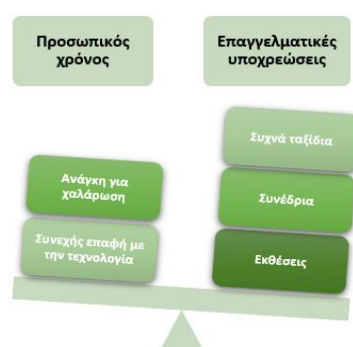 Προσωπικός
χρόνος
Επαγγελματικές
υποχρεώσεις
Ανάγκη για
χαλάρωση
Συνεχής επαφή με
την τεχνολογία
Συχνά ταξίδια
Συνέδρια
Εκθέσεις